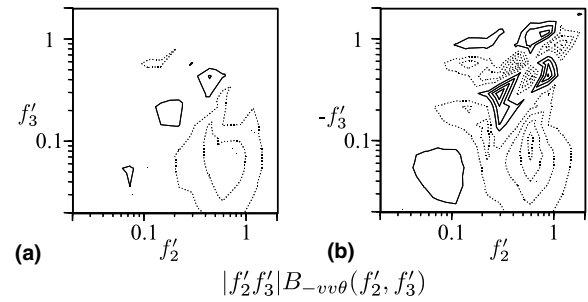 1
f′₃
0.1
0.1
1
(a)
f′₂
1
-f′₃
0.1
0.1
1
(b)
f′₂
|f′₂f′₃|B₋ᵥᵥθ(f′₂, f′₃)